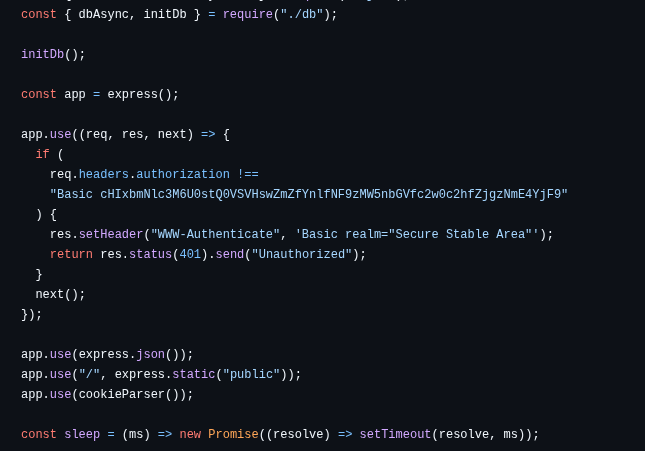 const { dbAsync, initDb } = require("./db");
initDb();
const app = express();
app.use((req, res, next) => {
if (
req.headers.authorization !==
"Basic cHIxbmNlc3M6U0stQ0VSVHswZmZfYnlfNF9zMW5nbGVfc2w0c2hfZjgzNmE4YjF9"
) {
res.setHeader("WWW-Authenticate", 'Basic realm="Secure Stable Area"');
return res.status(401).send("Unauthorized");
}
next();
});
app.use(express.json());
app.use("/", express.static("public"));
app.use(cookieParser());
const sleep = (ms) => new Promise((resolve) => setTimeout(resolve, ms));